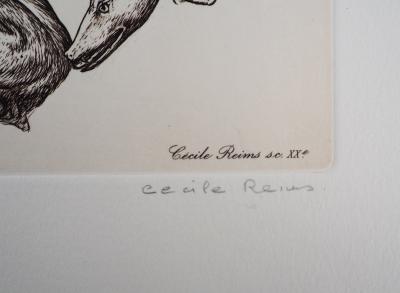 Cécile Reims sc. XXe
Cecile Reims.